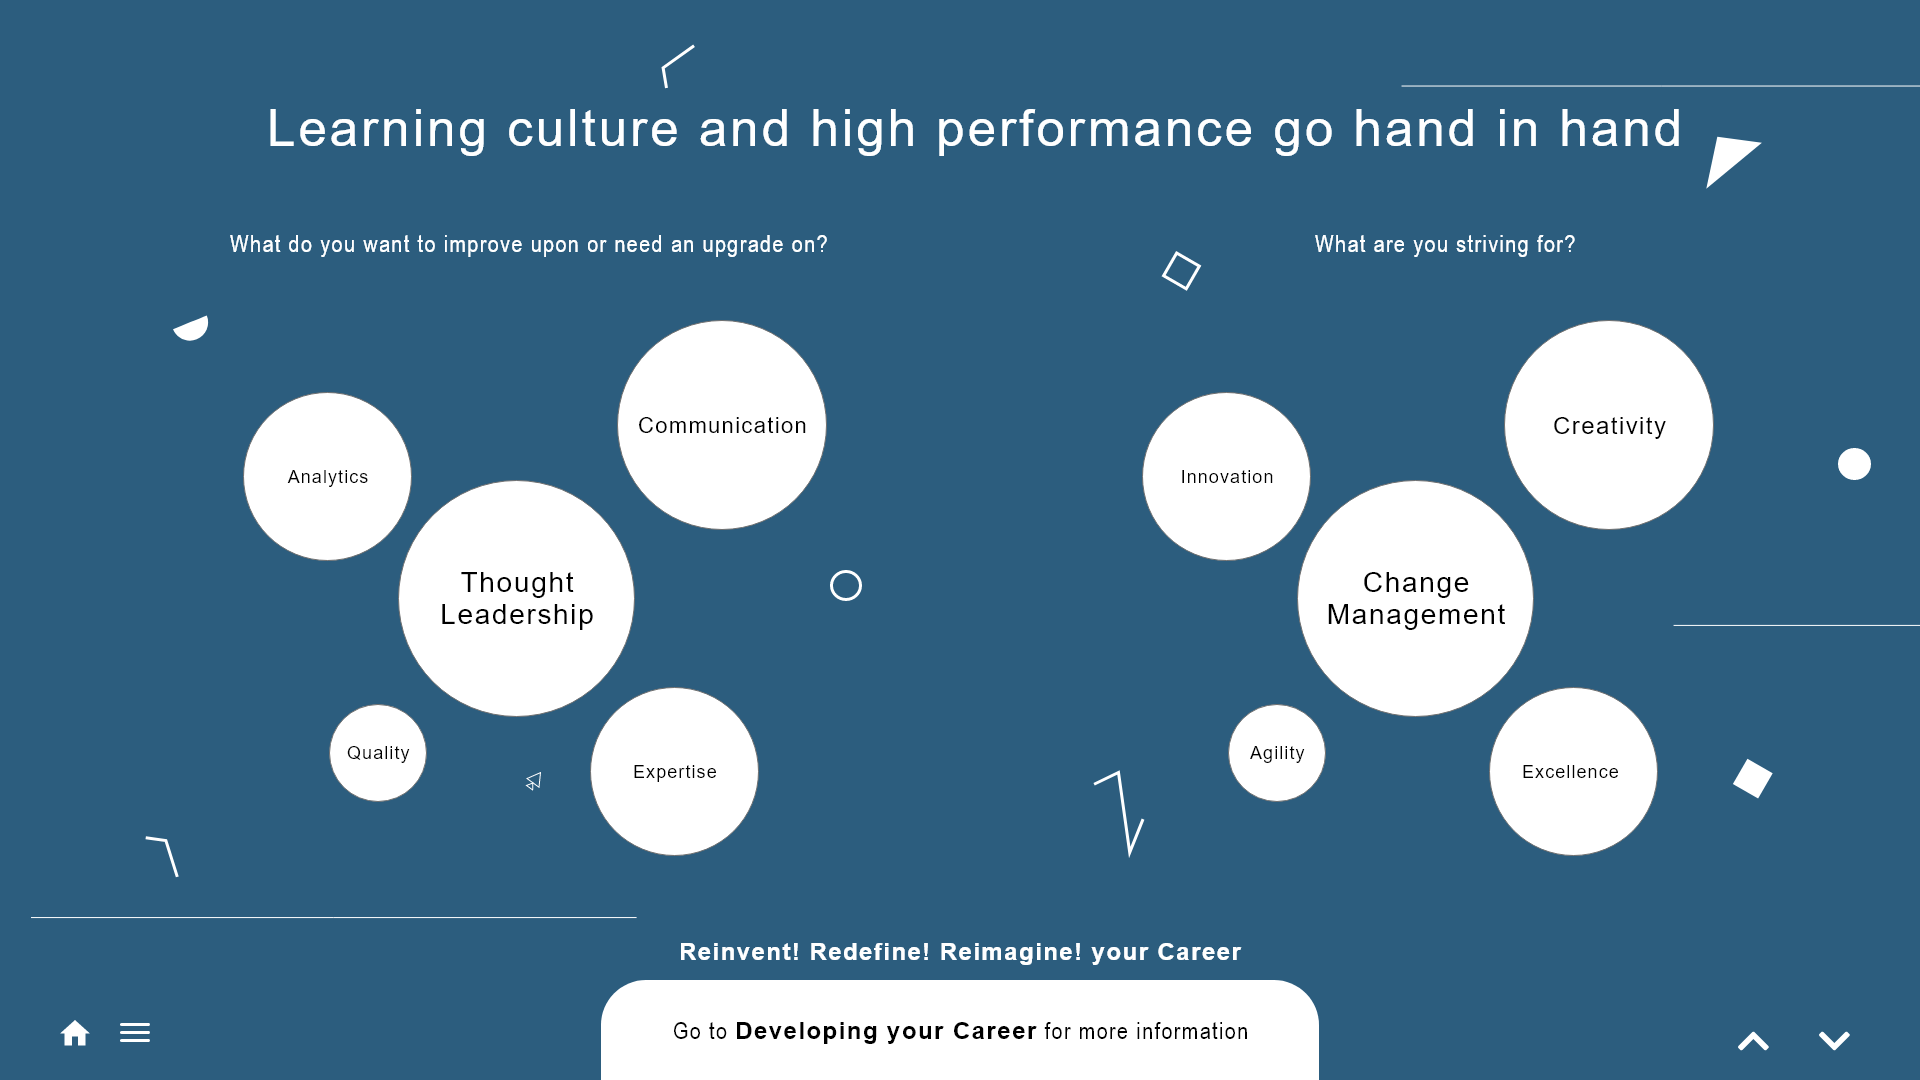 Learning culture and high performance go hand in hand
What do you want to improve upon or need an upgrade on?
Communication
Analytics
Thought
Leadership
Quality
Expertise
What are you striving for?
Creativity
Innovation
Change
Management
Agility
Excellence
Reinvent! Redefine! Reimagine! your Career
Go to Developing your Career for more information